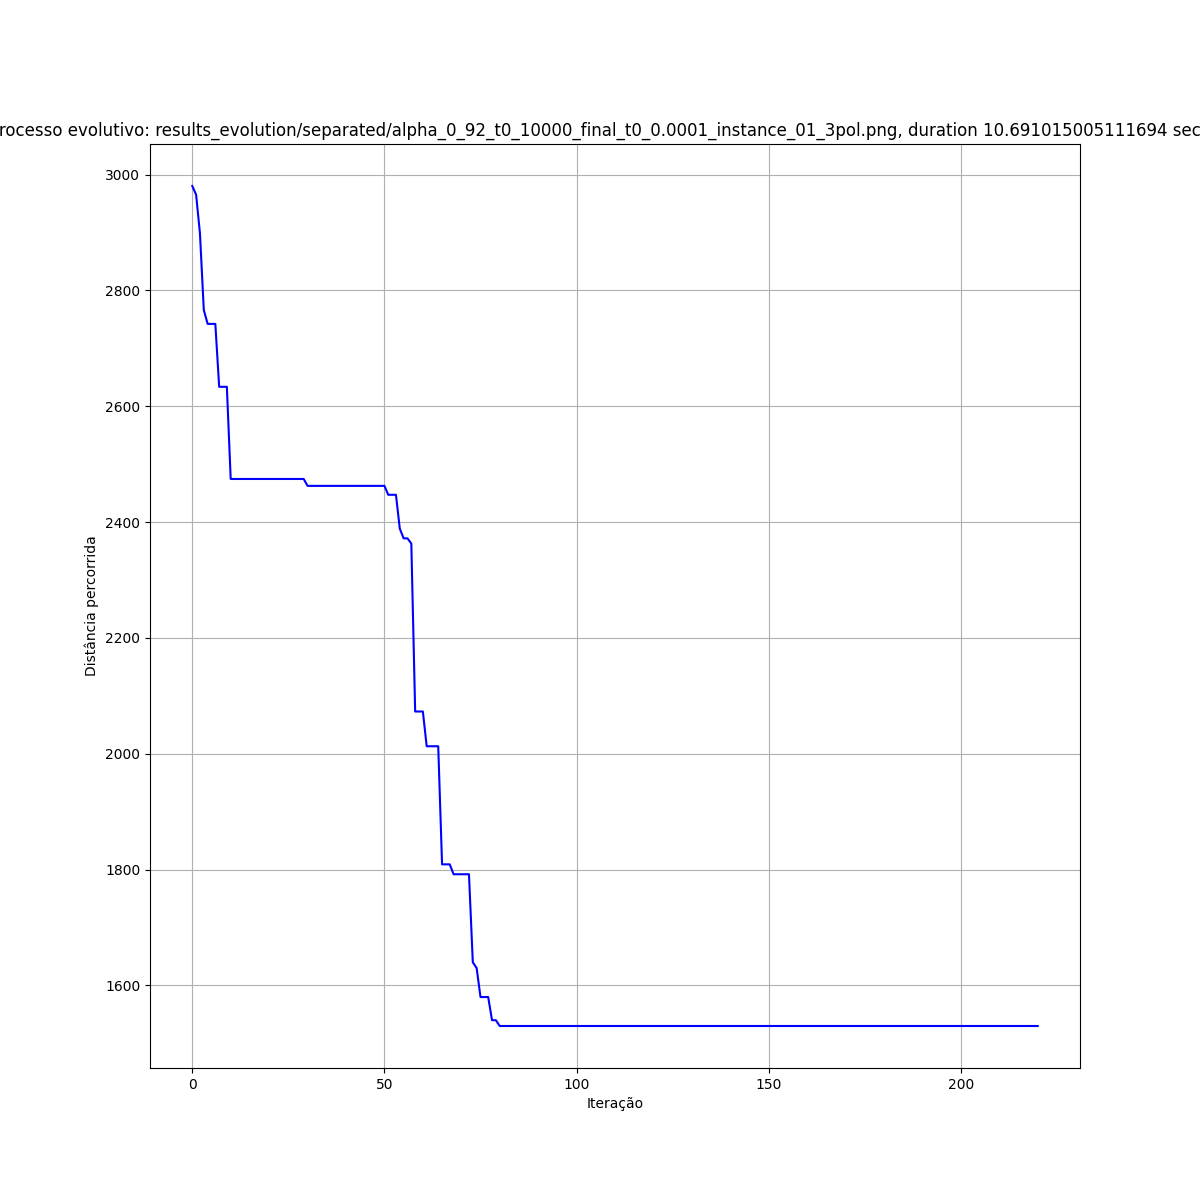 rocesso evolutivo: results_evolution/separated/alpha_0_92_t0_10000_final_t0_0.0001_instance_01_3pol.png, duration 10.691015005111694 sec
3000
2800
2600
2400
2200
2000
1800
1600
Distância percorrida
0 50 100 150 200
Iteração